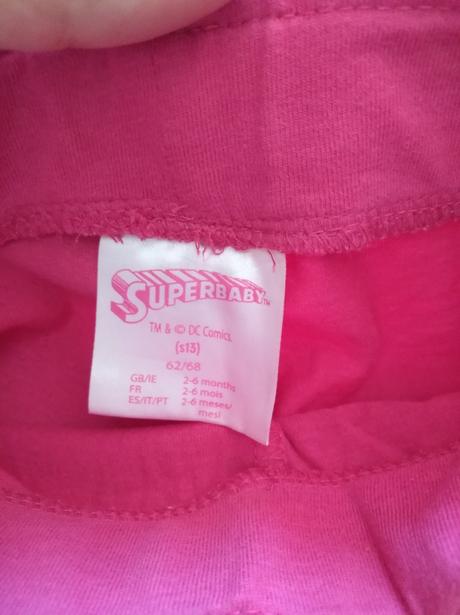 SUPERBABY™
TM & © DC Comics.
(s13)
62/68
GB/IE 2-6 months
FR 2-6 mois
ES/IT/PT 2-6 meses/
mesi